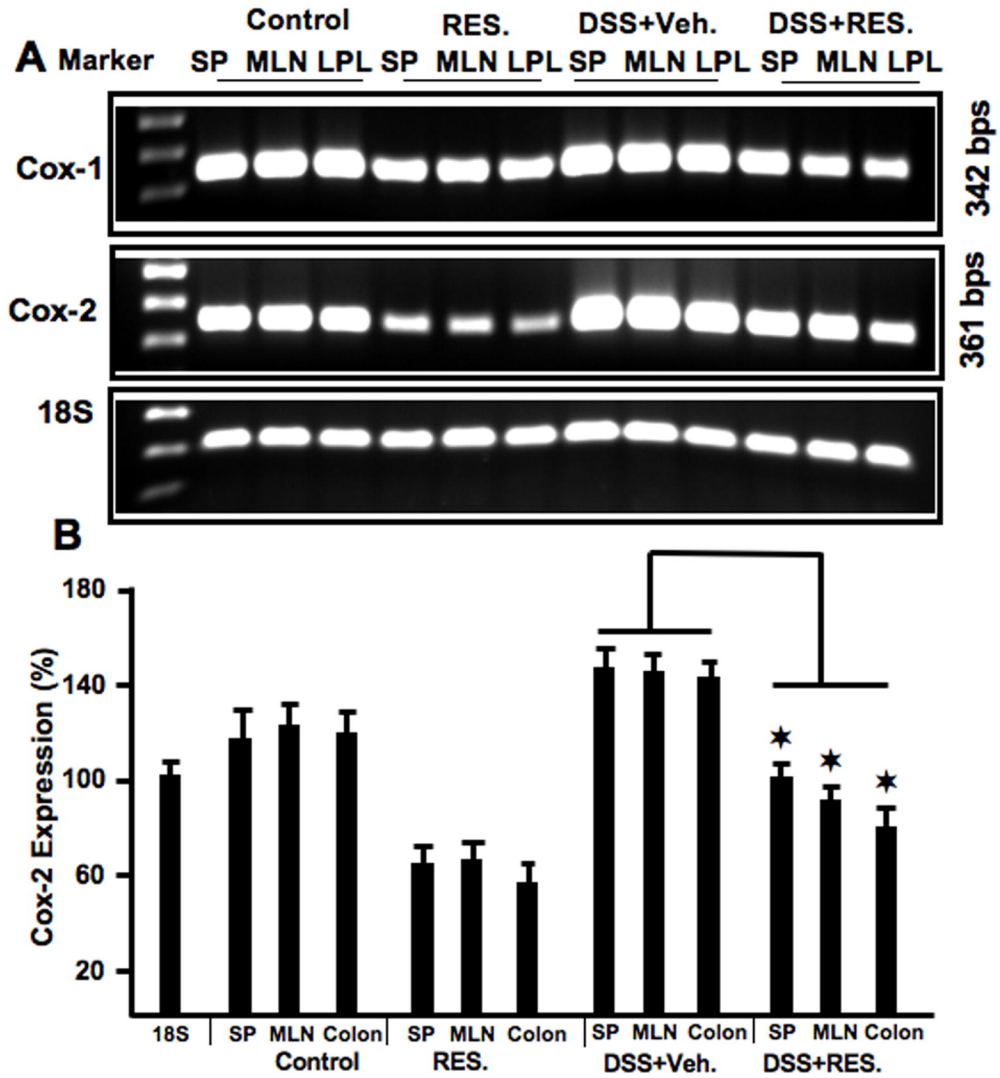 Control RES. DSS+Veh. DSS+RES.
A Marker SP MLN LPL SP MLN LPL SP MLN LPL SP MLN LPL
Cox-1
342 bps
Cox-2
361 bps
18S
B
Cox-2 Expression (%)
180
140
100
60
20
18S SP MLN Colon SP MLN Colon SP MLN Colon SP MLN Colon
Control RES. DSS+Veh. DSS+RES.